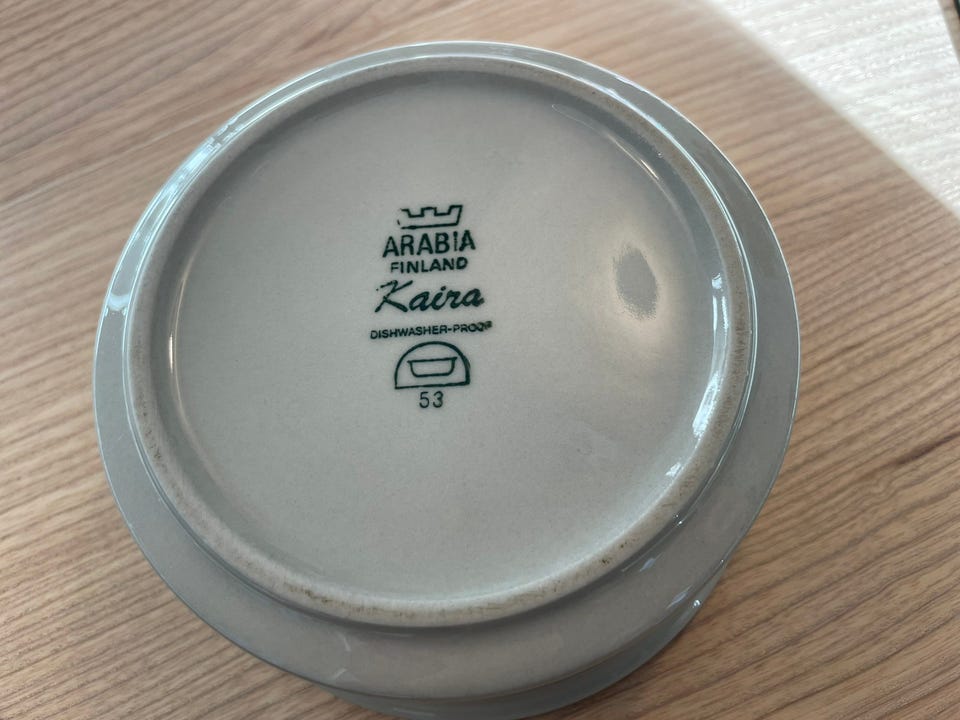 ARABIA
FINLAND
Kaira
DISHWASHER-PROOF
53